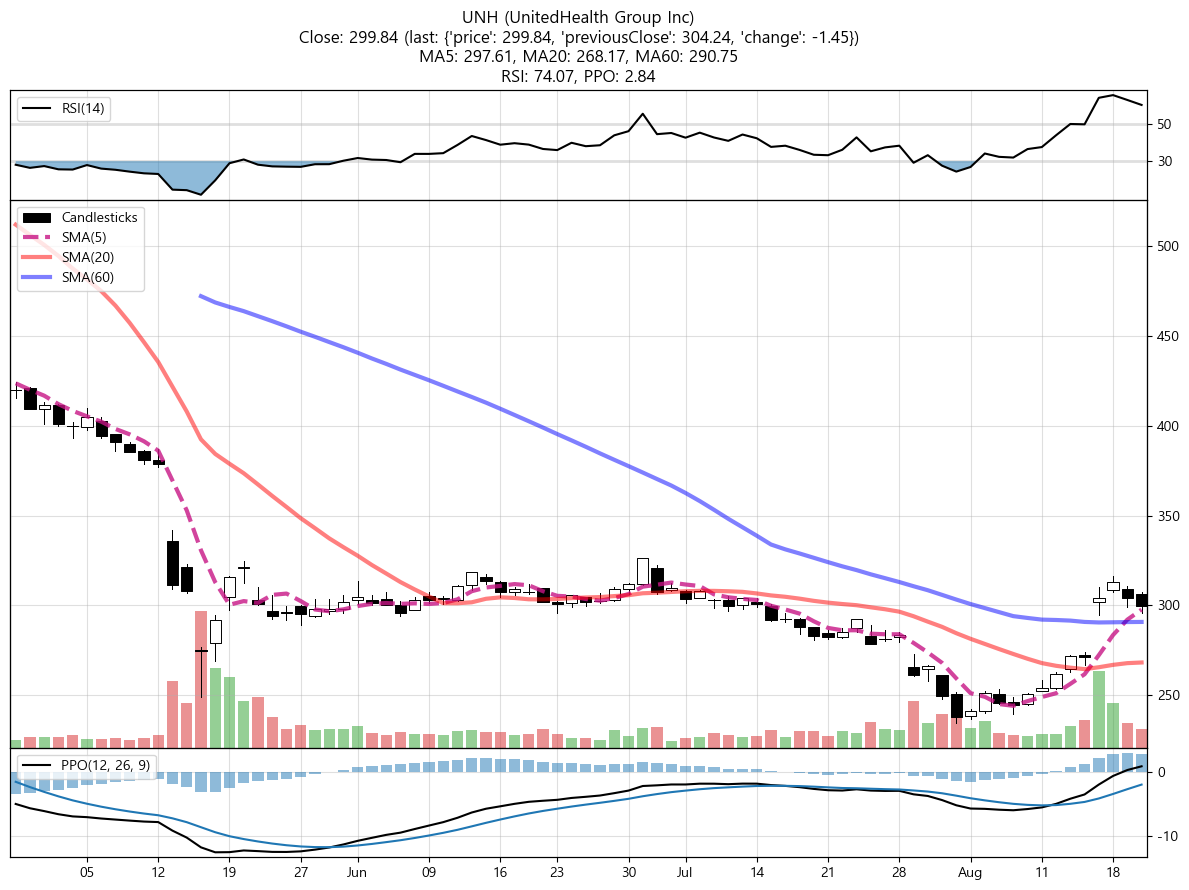 UNH (UnitedHealth Group Inc)
Close: 299.84 (last: {'price': 299.84, 'previousClose': 304.24, 'change': -1.45})
MA5: 297.61, MA20: 268.17, MA60: 290.75
RSI: 74.07, PPO: 2.84
RSI(14)
50
30
Candlesticks
SMA(5)
SMA(20)
SMA(60)
500
450
400
350
300
250
PPO(12, 26, 9)
0
-10
05 12 19 27 Jun 09 16 23 30 Jul 14 21 28 Aug 11 18